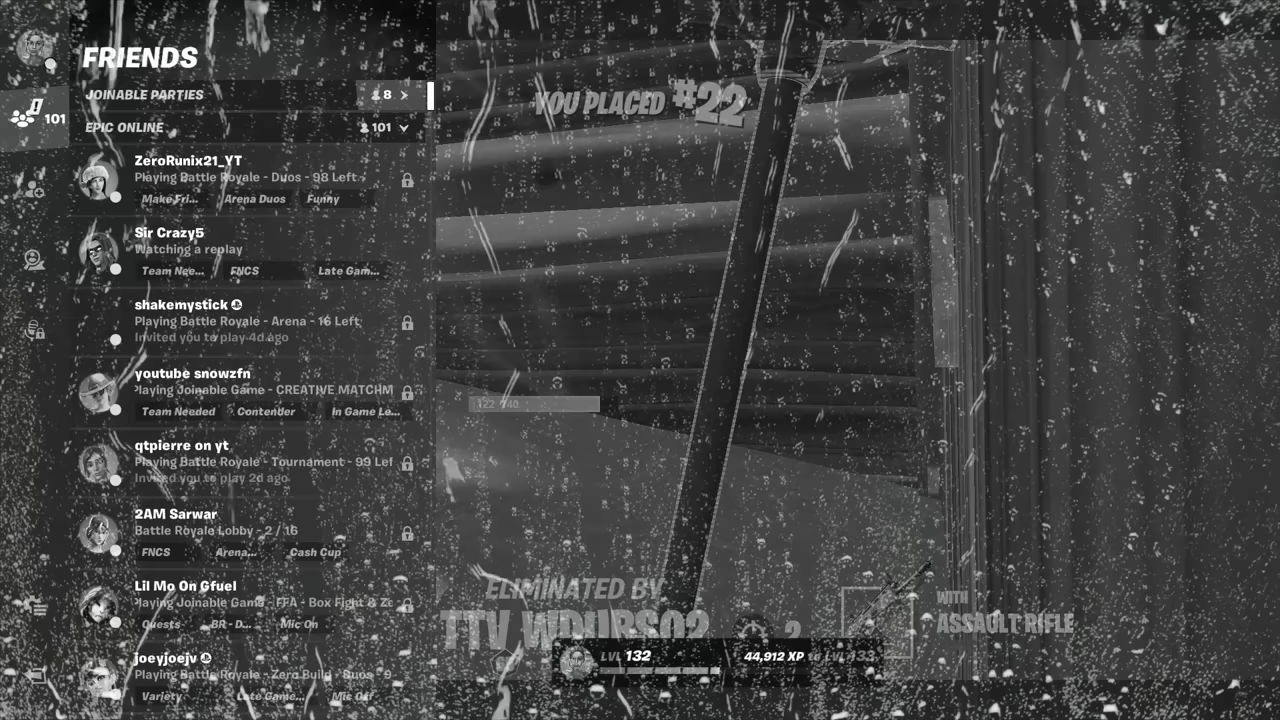 FRIENDS
JOINABLE PARTIES 8
101
EPIC ONLINE 101
ZeroRunix21_YT
Playing Battle Royale - Duos - 98 Left
Make Fri... Arena Duos Funny
Sir Crazy5
Watching a replay
Team Nee... FNCS Late Gam...
shakemystick
Playing Battle Royale - Arena - 16 Left
Invited you to play 4d ago
youtube snowzfn
Playing Joinable Game - CREATIVE MATCHM
Team Needed Contender In Game Le...
qtpierre on yt
Playing Battle Royale - Tournament - 99 Lef
Invited you to play 2d ago
2AM Sarwar
Battle Royale Lobby - 2 / 16
FNCS Arena... Cash Cup
Lil Mo On Gfuel
Playing Joinable Game - FFA - Box Fight & Zo
Quests BR - D... Mic On
joeyjoejv
Playing Battle Royale - Zero Build - Duos - 9
Variety Late Game... Mic Off
YOU PLACED #22
ELIMINATED BY
TTV WDUBS02 2
WITH
ASSAULT RIFLE
LVL 132 44,912 XP to LVL 133